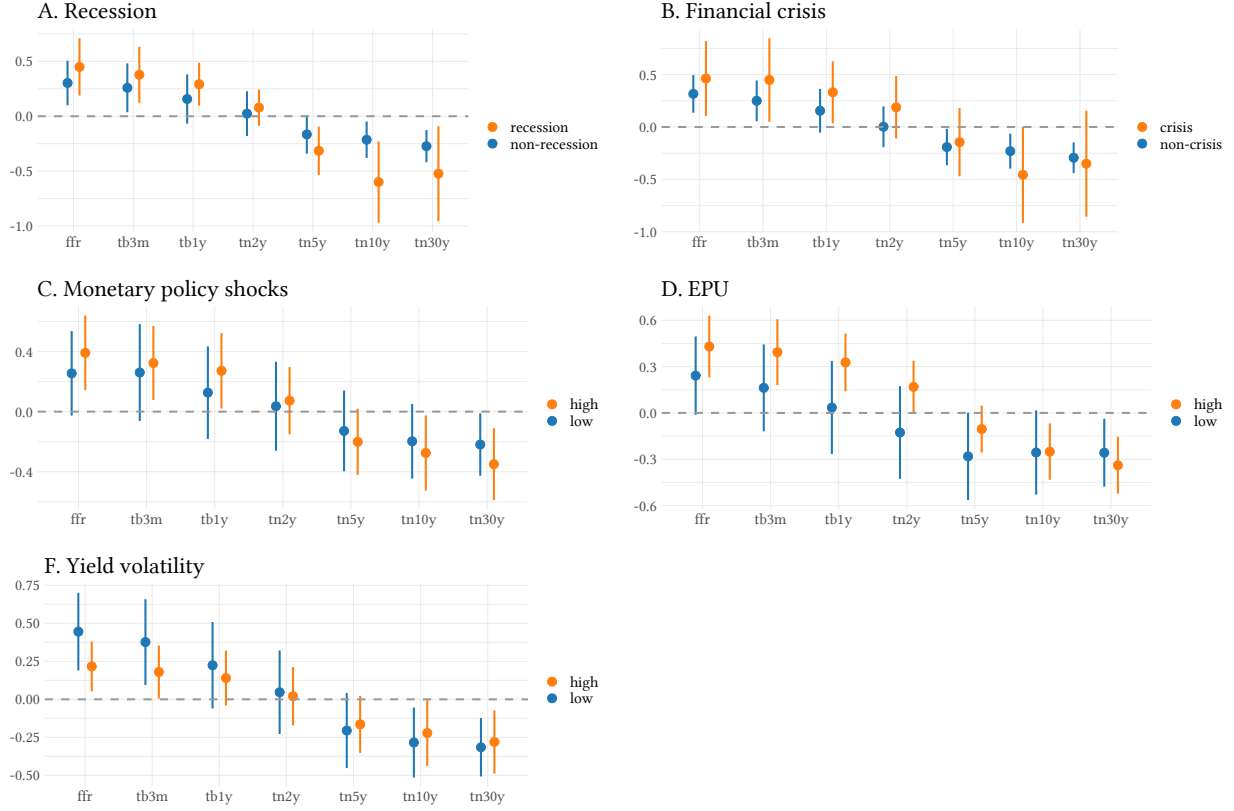 A. Recession
0.5
0.0
-0.5
-1.0
ffr tb3m tb1y tn2y tn5y tn10y tn30y
recession
non-recession
B. Financial crisis
0.5
0.0
-0.5
-1.0
ffr tb3m tb1y tn2y tn5y tn10y tn30y
crisis
non-crisis
C. Monetary policy shocks
0.4
0.0
-0.4
ffr tb3m tb1y tn2y tn5y tn10y tn30y
high
low
D. EPU
0.6
0.3
0.0
-0.3
-0.6
ffr tb3m tb1y tn2y tn5y tn10y tn30y
high
low
F. Yield volatility
0.75
0.50
0.25
0.00
-0.25
-0.50
ffr tb3m tb1y tn2y tn5y tn10y tn30y
high
low